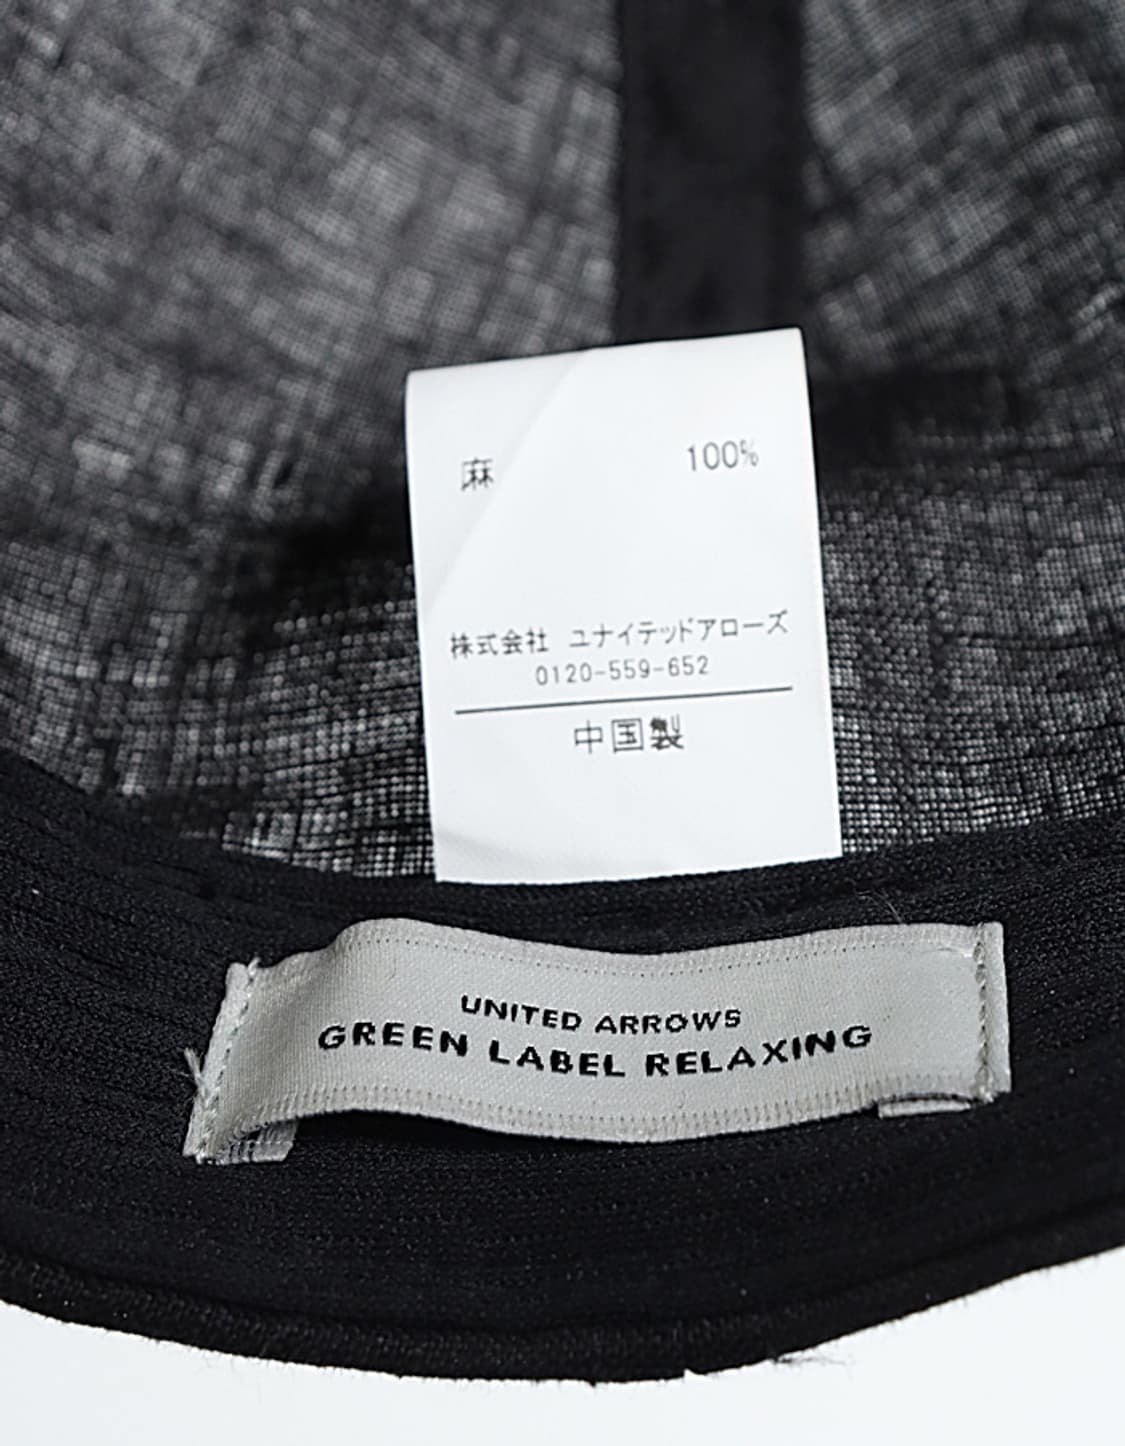 麻 100%
株式会社 ユナイテッドアローズ
0120-559-652
中国製
UNITED ARROWS
GREEN LABEL RELAXING